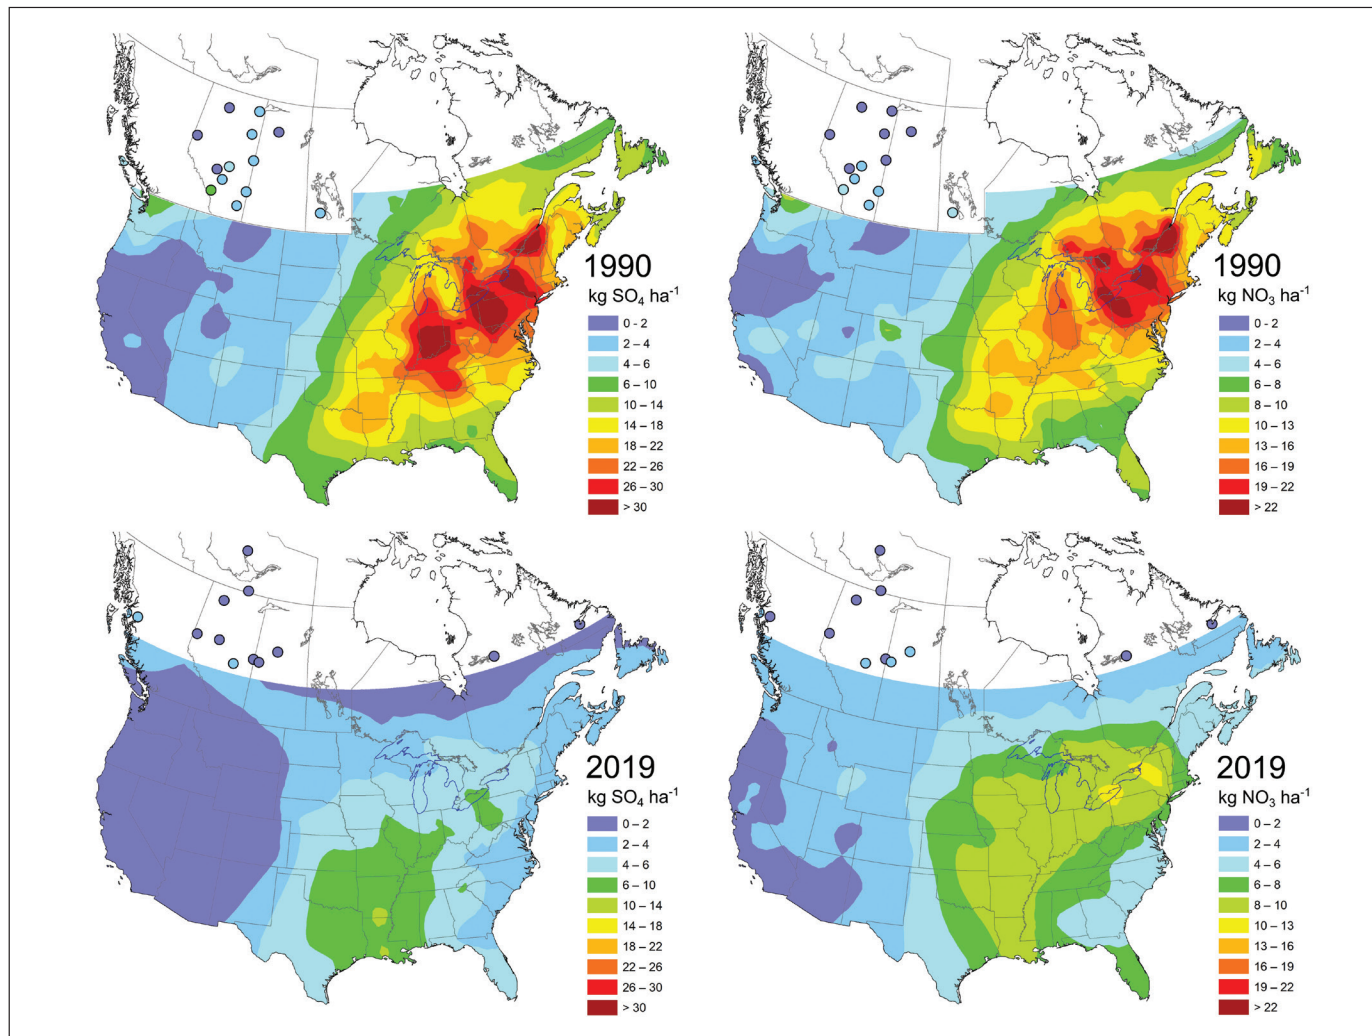 1990
kg SO₄ ha⁻¹
0 – 2
2 – 4
4 – 6
6 – 10
10 – 14
14 – 18
18 – 22
22 – 26
26 – 30
> 30
1990
kg NO₃ ha⁻¹
0 - 2
2 – 4
4 – 6
6 – 8
8 – 10
10 – 13
13 – 16
16 – 19
19 – 22
> 22
2019
kg SO₄ ha⁻¹
0 – 2
2 – 4
4 – 6
6 – 10
10 – 14
14 – 18
18 – 22
22 – 26
26 – 30
> 30
2019
kg NO₃ ha⁻¹
0 – 2
2 – 4
4 – 6
6 – 8
8 – 10
10 – 13
13 – 16
16 – 19
19 – 22
> 22